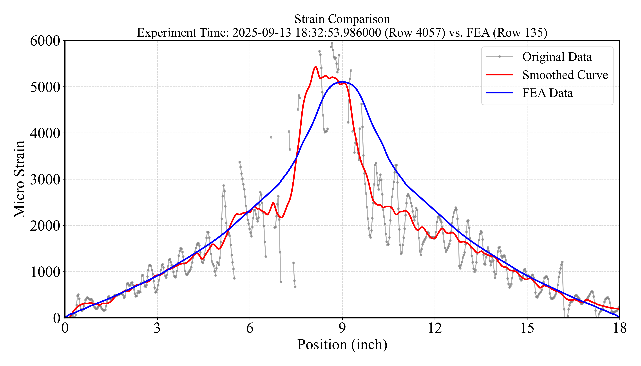 Strain Comparison
Experiment Time: 2025-09-13 18:32:53.986000 (Row 4057) vs. FEA (Row 135)
6000
5000
4000
3000
2000
1000
0
Micro Strain
Original Data
Smoothed Curve
FEA Data
0 3 6 9 12 15 18
Position (inch)